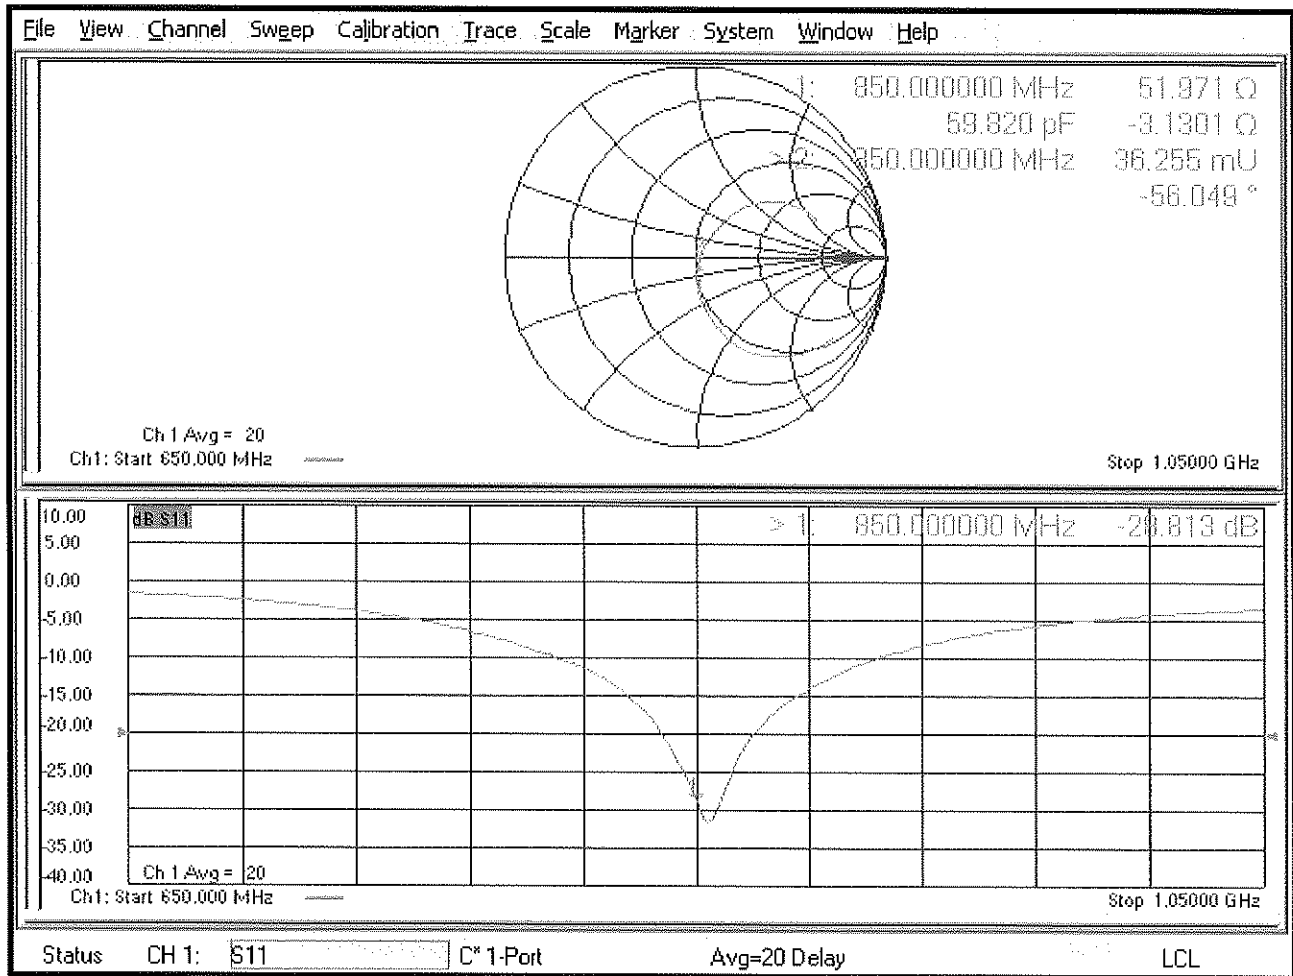 File View Channel Sweep Calibration Trace Scale Marker System Window Help
1: 850.000000 MHz 51.971 Ω
59.820 pF -3.1301 Ω
> 2: 850.000000 MHz 36.255 mU
-56.049 °
Ch 1 Avg = 20
Ch1: Start 650.000 MHz
Stop 1.05000 GHz
10.00
dB S11
> 1: 850.000000 MHz -28.813 dB
5.00
0.00
-5.00
-10.00
-15.00
-20.00
-25.00
-30.00
-35.00
-40.00
Ch 1 Avg = 20
Ch1: Start 650.000 MHz
Stop 1.05000 GHz
Status CH 1: S11 C* 1-Port Avg=20 Delay LCL